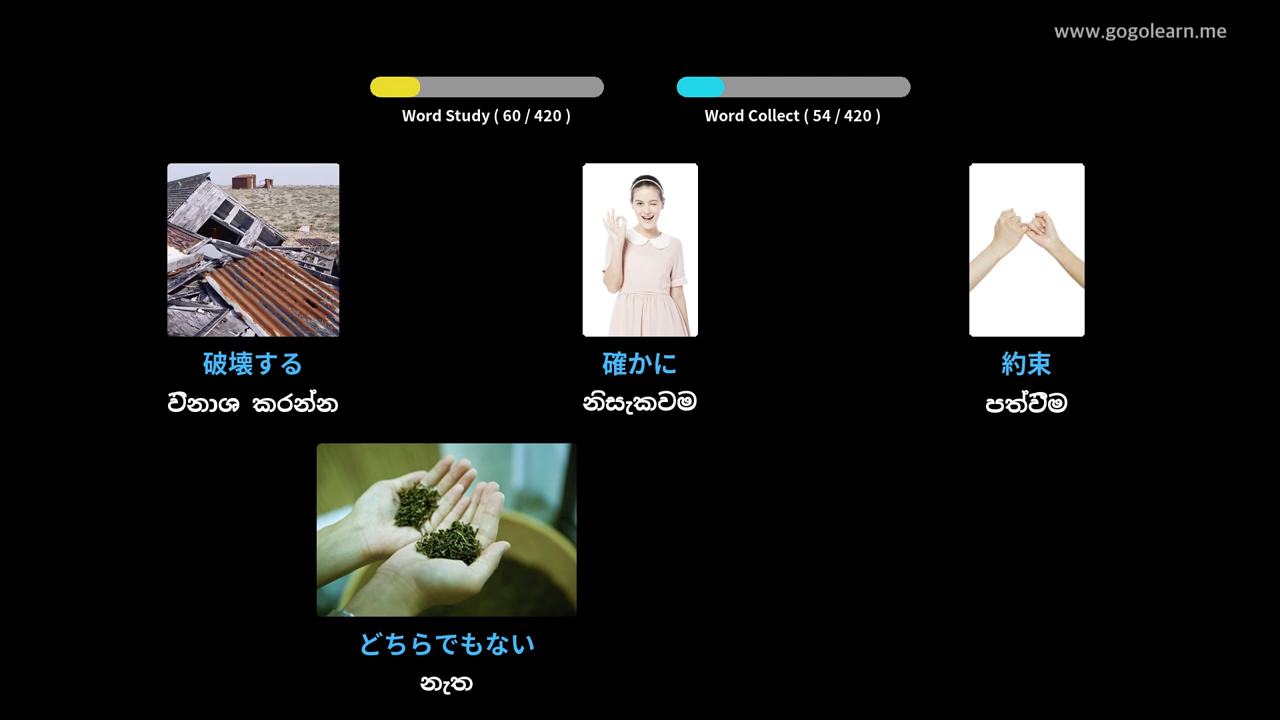 www.gogolearn.me
Word Study ( 60 / 420 )
Word Collect ( 54 / 420 )
破壊する
確かに
約束
විනාශ කරන්න
නිසැකවම
පත්වීම
どちらでもない
නැත